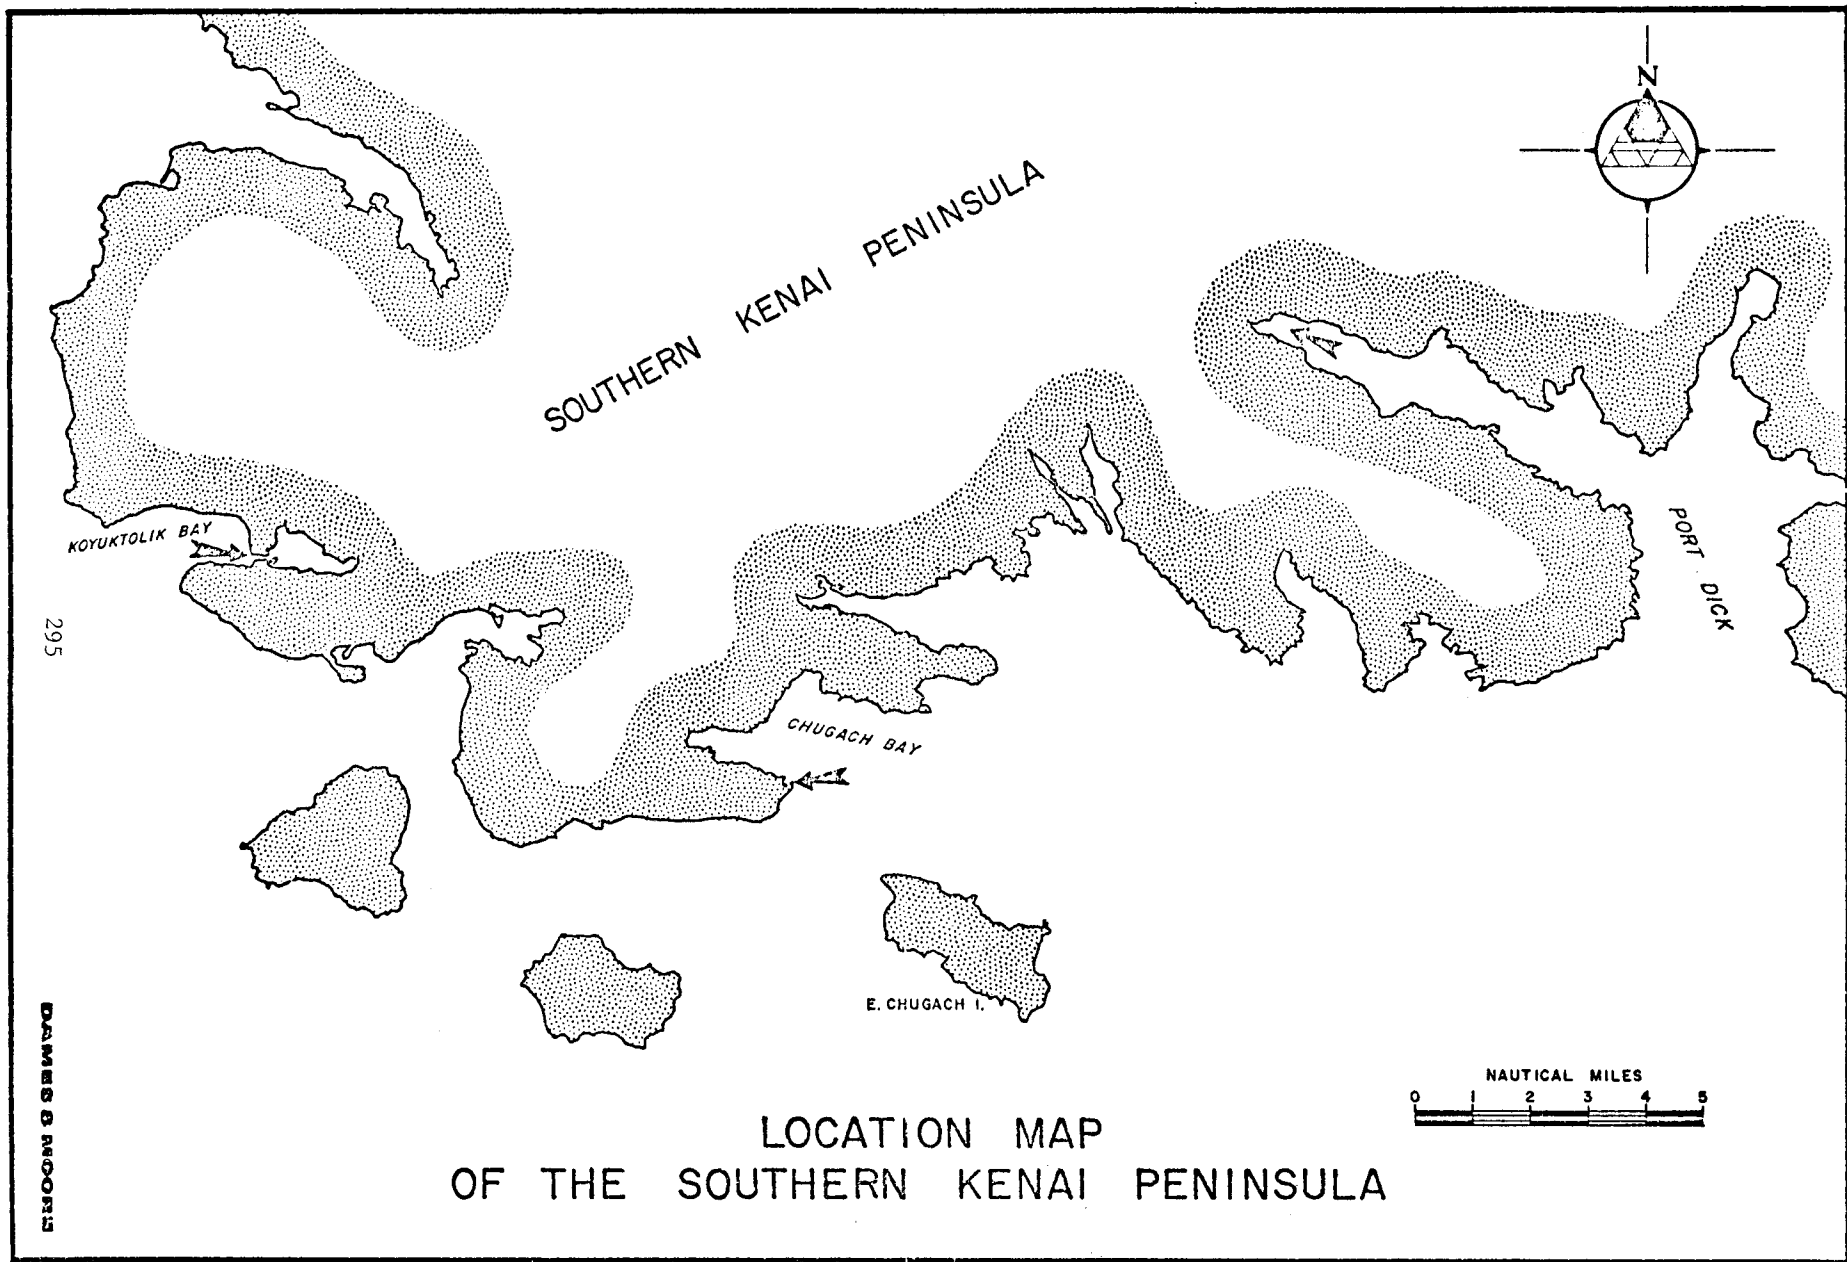 N
SOUTHERN KENAI PENINSULA
KOYUKTOLIK BAY
PORT DICK
CHUGACH BAY
E. CHUGACH I.
295
DAMES & MOORE
NAUTICAL MILES
0 1 2 3 4 5
LOCATION MAP
OF THE SOUTHERN KENAI PENINSULA